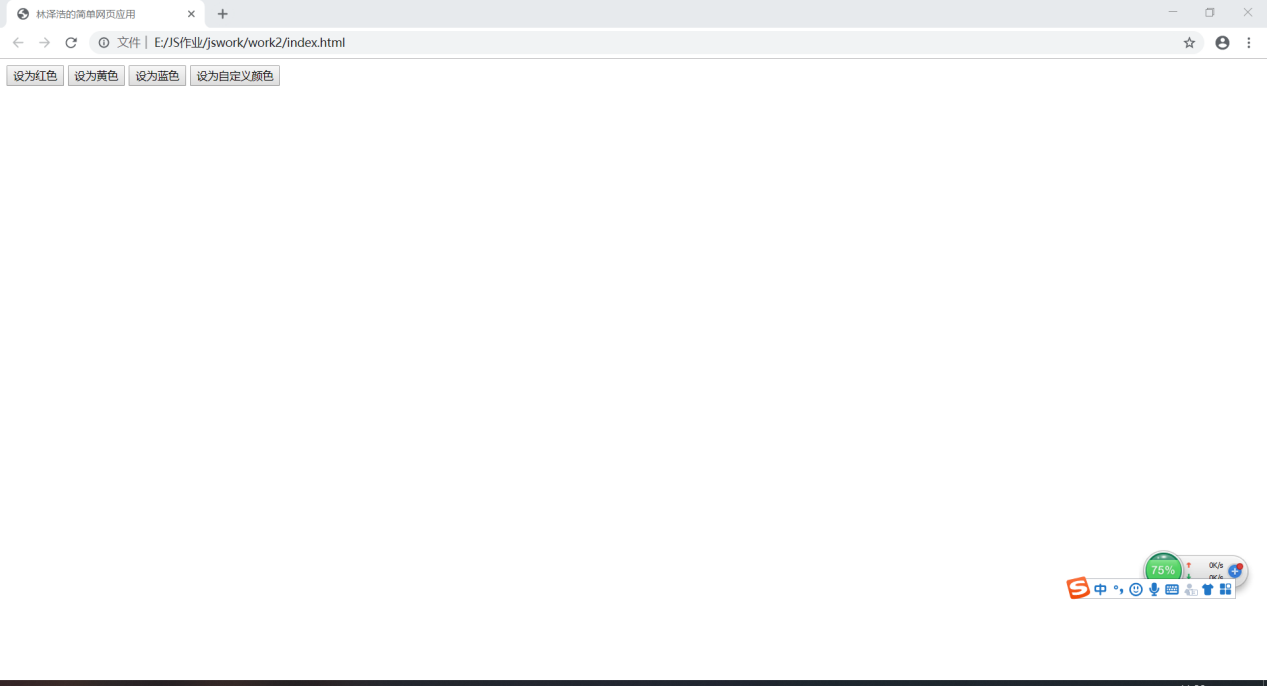 林泽浩的简单网页应用
文件 | E:/JS作业/jswork/work2/index.html
设为红色 设为黄色 设为蓝色 设为自定义颜色
75% 0K/s
0K/s
中